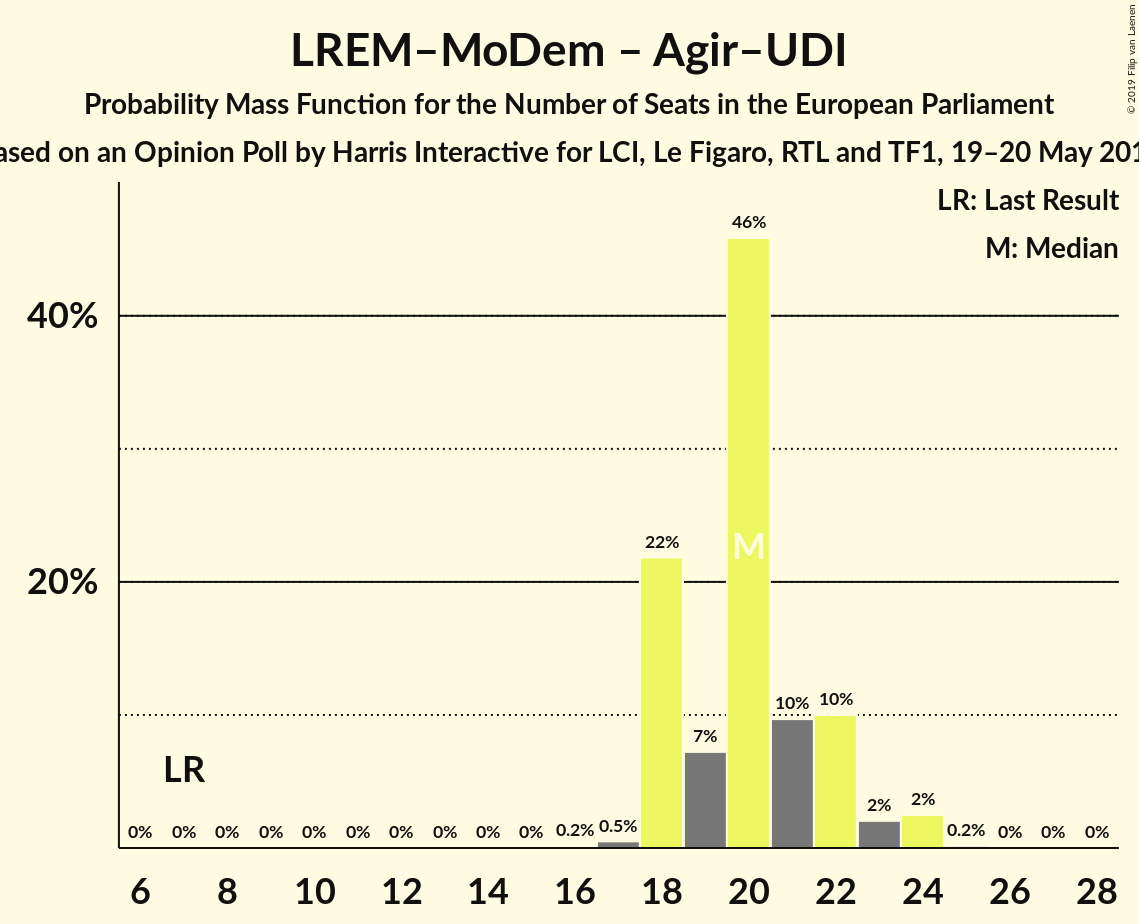 LREM–MoDem – Agir–UDI
Probability Mass Function for the Number of Seats in the European Parliament
ased on an Opinion Poll by Harris Interactive for LCI, Le Figaro, RTL and TF1, 19–20 May 201
© 2019 Filip van Laenen
LR: Last Result
M: Median
46%
40%
22%
M
20%
10% 10%
7%
LR
2% 2%
0% 0% 0% 0% 0% 0% 0% 0% 0% 0% 0.2% 0.5% 0.2% 0% 0% 0%
6 8 10 12 14 16 18 20 22 24 26 28